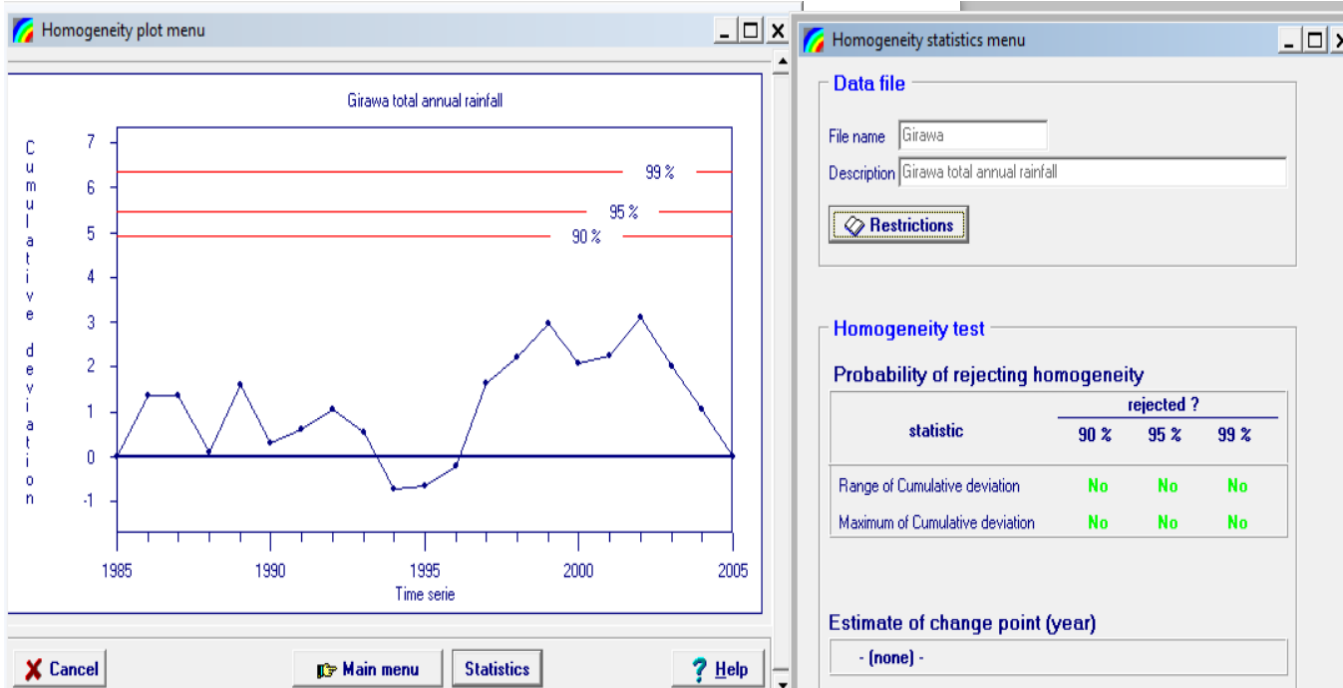 Homogeneity plot menu
Girawa total annual rainfall
Cumulative deviation
7
6
5
4
3
2
1
0
-1
99 %
95 %
90 %
1985 1990 1995 2000 2005
Time serie
Cancel Main menu Statistics ? Help
Homogeneity statistics menu
Data file
File name Girawa
Description Girawa total annual rainfall
Restrictions
Homogeneity test
Probability of rejecting homogeneity
rejected ?
statistic 90 % 95 % 99 %
Range of Cumulative deviation No No No
Maximum of Cumulative deviation No No No
Estimate of change point (year)
- (none) -